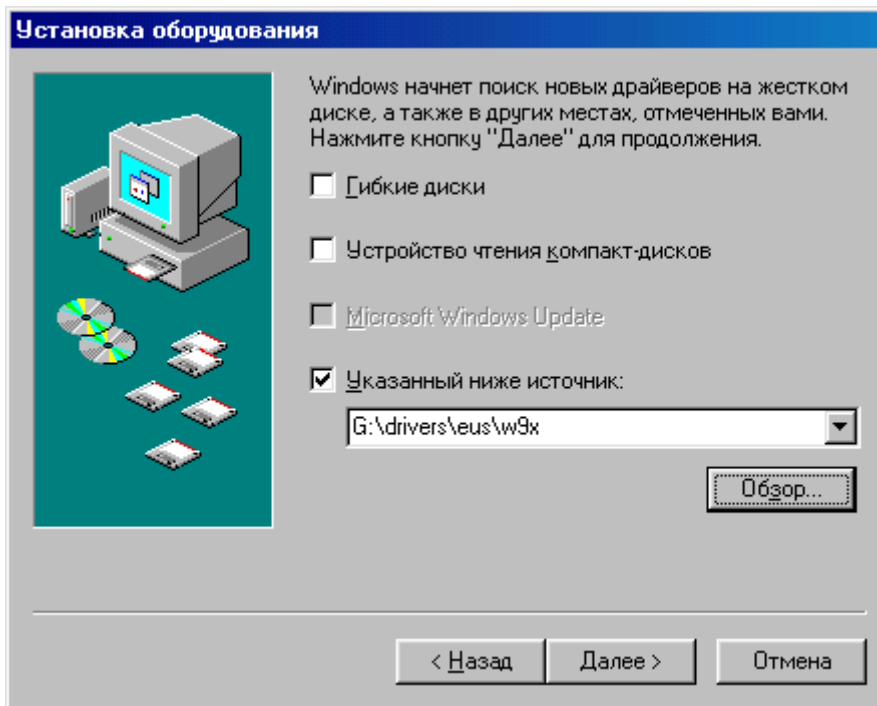 Установка оборудования
Windows начнет поиск новых драйверов на жестком
диске, а также в других местах, отмеченных вами.
Нажмите кнопку "Далее" для продолжения.
Гибкие диски
Устройство чтения компакт-дисков
Microsoft Windows Update
Указанный ниже источник:
G:\drivers\eus\w9x
Обзор...
< Назад
Далее >
Отмена